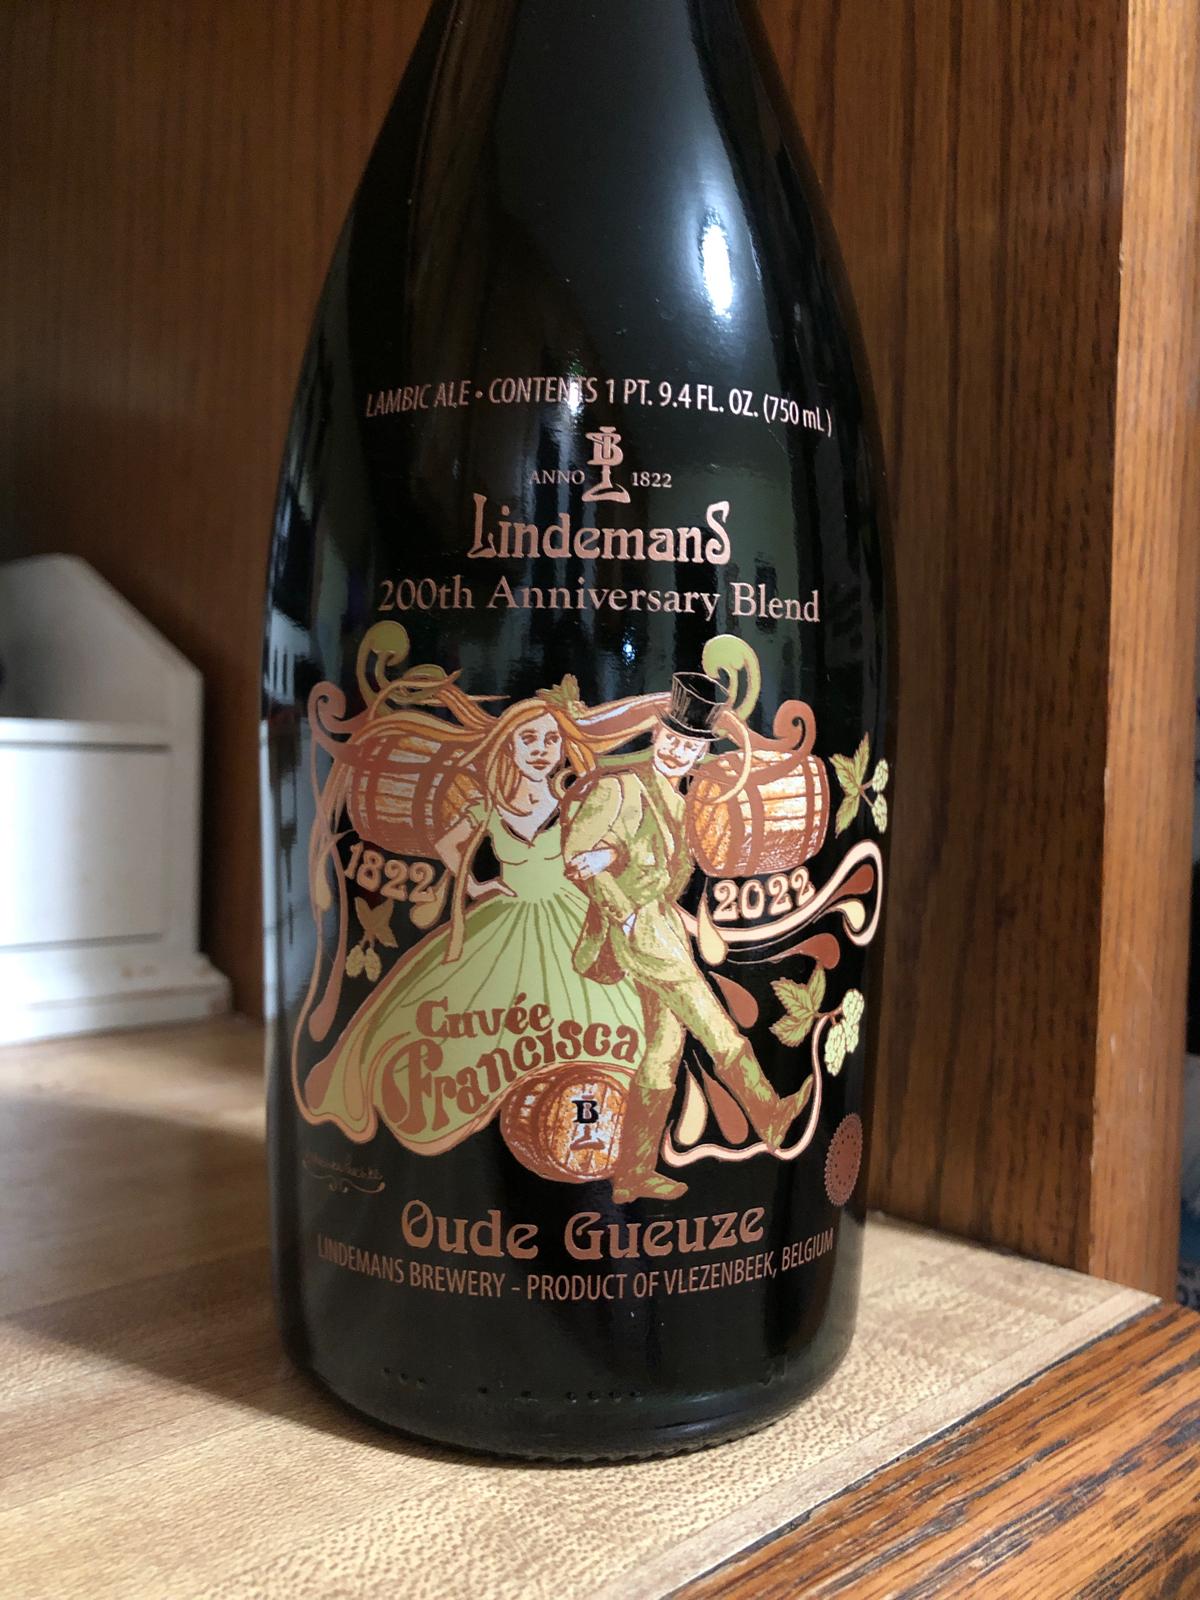 LAMBIC ALE • CONTENTS 1 PT. 9.4 FL. OZ. (750 mL)
ANNO 1822
Lindemans
200th Anniversary Blend
1822
2022
Cuvée
Francisca
Oude Gueuze
LINDEMANS BREWERY - PRODUCT OF VLEZENBEEK, BELGIUM